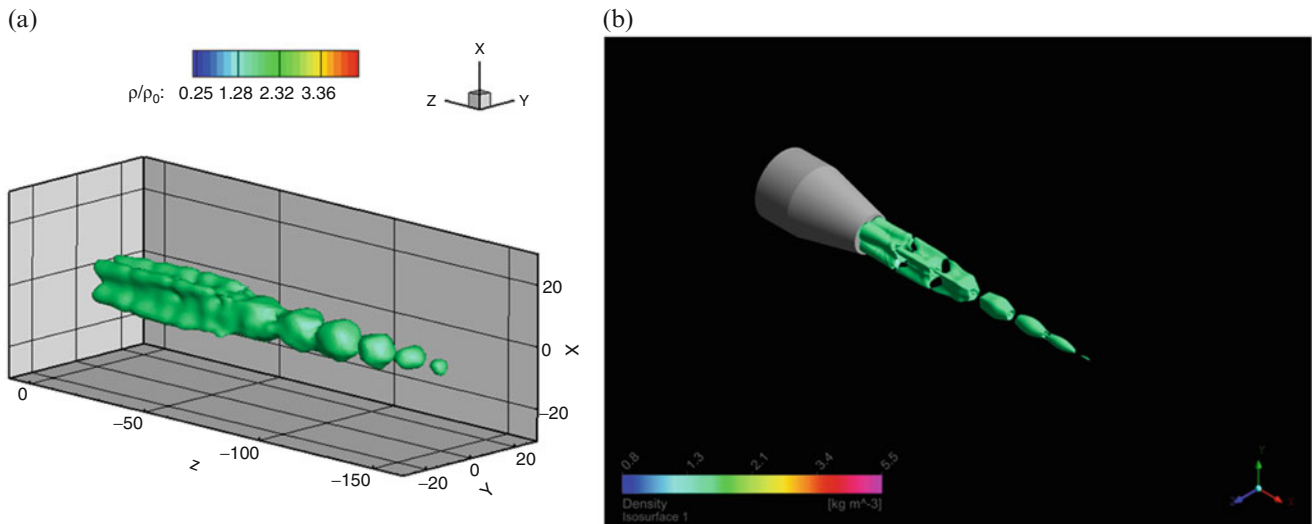 (a)
X
Z
Y
ρ/ρ₀: 0.25 1.28 2.32 3.36
20
0
X
−20
0
−50
−100
−150
z
−20
0
20
Y
(b)
0.8
1.3
2.1
3.4
5.5
Density
[kg m^-3]
Isosurface 1
Y
X
Z